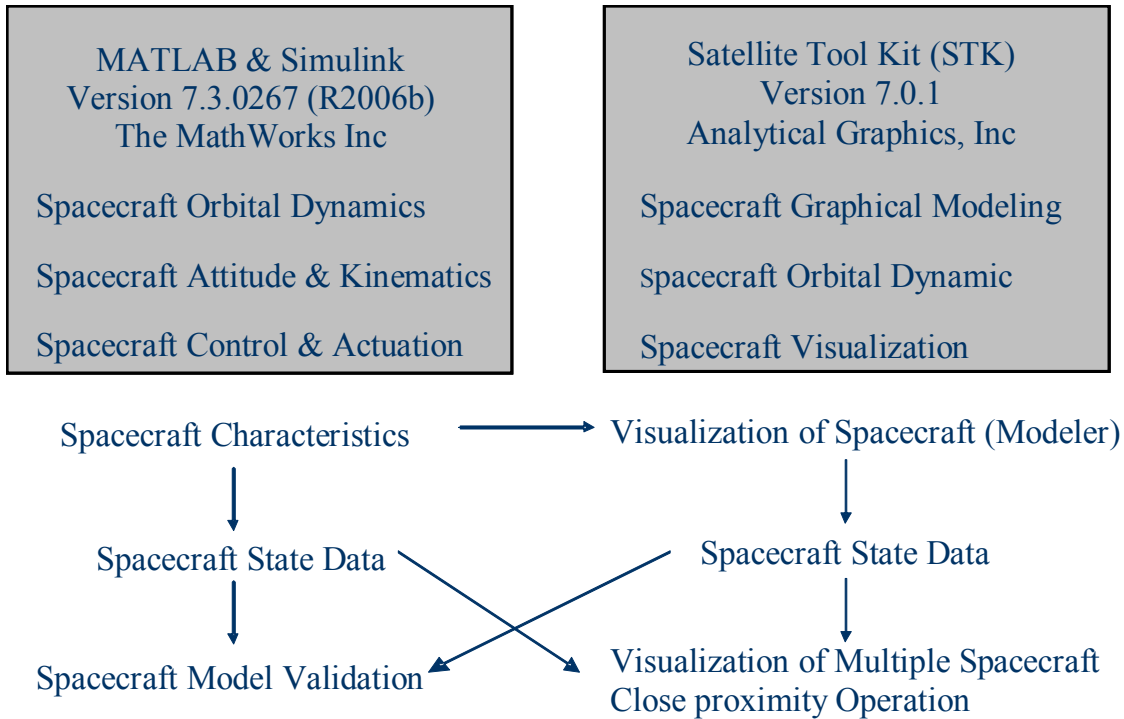 MATLAB & Simulink
Version 7.3.0267 (R2006b)
The MathWorks Inc
Spacecraft Orbital Dynamics
Spacecraft Attitude & Kinematics
Spacecraft Control & Actuation
Satellite Tool Kit (STK)
Version 7.0.1
Analytical Graphics, Inc
Spacecraft Graphical Modeling
spacecraft Orbital Dynamic
Spacecraft Visualization
Spacecraft Characteristics
Visualization of Spacecraft (Modeler)
Spacecraft State Data
Spacecraft State Data
Spacecraft Model Validation
Visualization of Multiple Spacecraft
Close proximity Operation